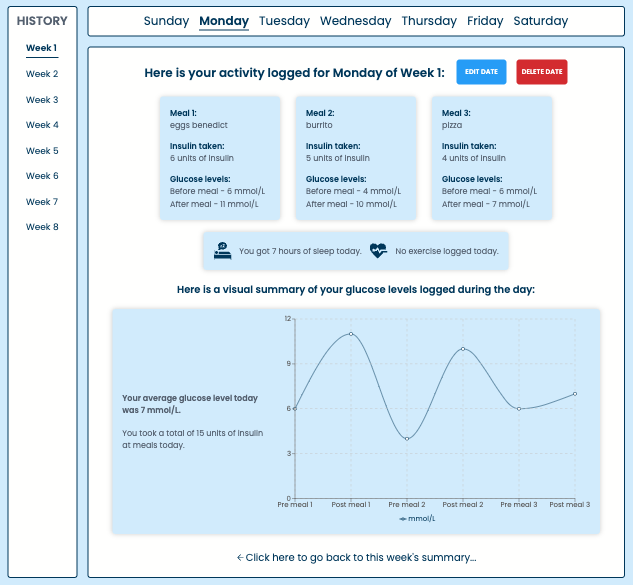 HISTORY
Week 1
Week 2
Week 3
Week 4
Week 5
Week 6
Week 7
Week 8
Sunday Monday Tuesday Wednesday Thursday Friday Saturday
Here is your activity logged for Monday of Week 1:
EDIT DATE
DELETE DATE
Meal 1:
eggs benedict
Insulin taken:
6 units of insulin
Glucose levels:
Before meal - 6 mmol/L
After meal - 11 mmol/L
Meal 2:
burrito
Insulin taken:
5 units of insulin
Glucose levels:
Before meal - 4 mmol/L
After meal - 10 mmol/L
Meal 3:
pizza
Insulin taken:
4 units of insulin
Glucose levels:
Before meal - 6 mmol/L
After meal - 7 mmol/L
You got 7 hours of sleep today.
No exercise logged today.
Here is a visual summary of your glucose levels logged during the day:
Your average glucose level today
was 7 mmol/L.
You took a total of 15 units of insulin
at meals today.
12
9
6
3
0
Pre meal 1 Post meal 1 Pre meal 2 Post meal 2 Pre meal 3 Post meal 3
mmol/L
← Click here to go back to this week's summary...